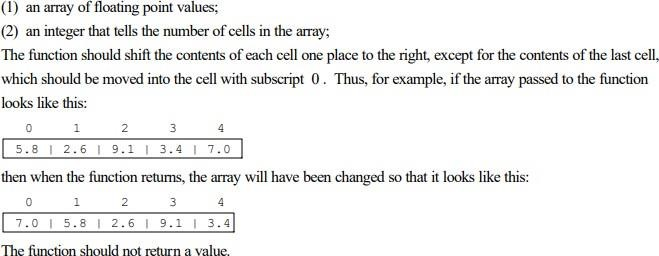 (1) an array of floating point values;
(2) an integer that tells the number of cells in the array;
The function should shift the contents of each cell one place to the right, except for the contents of the last cell,
which should be moved into the cell with subscript 0. Thus, for example, if the array passed to the function
looks like this:
0 1 2 3 4
5.8 | 2.6 | 9.1 | 3.4 | 7.0
then when the function returns, the array will have been changed so that it looks like this:
0 1 2 3 4
7.0 | 5.8 | 2.6 | 9.1 | 3.4
The function should not return a value.